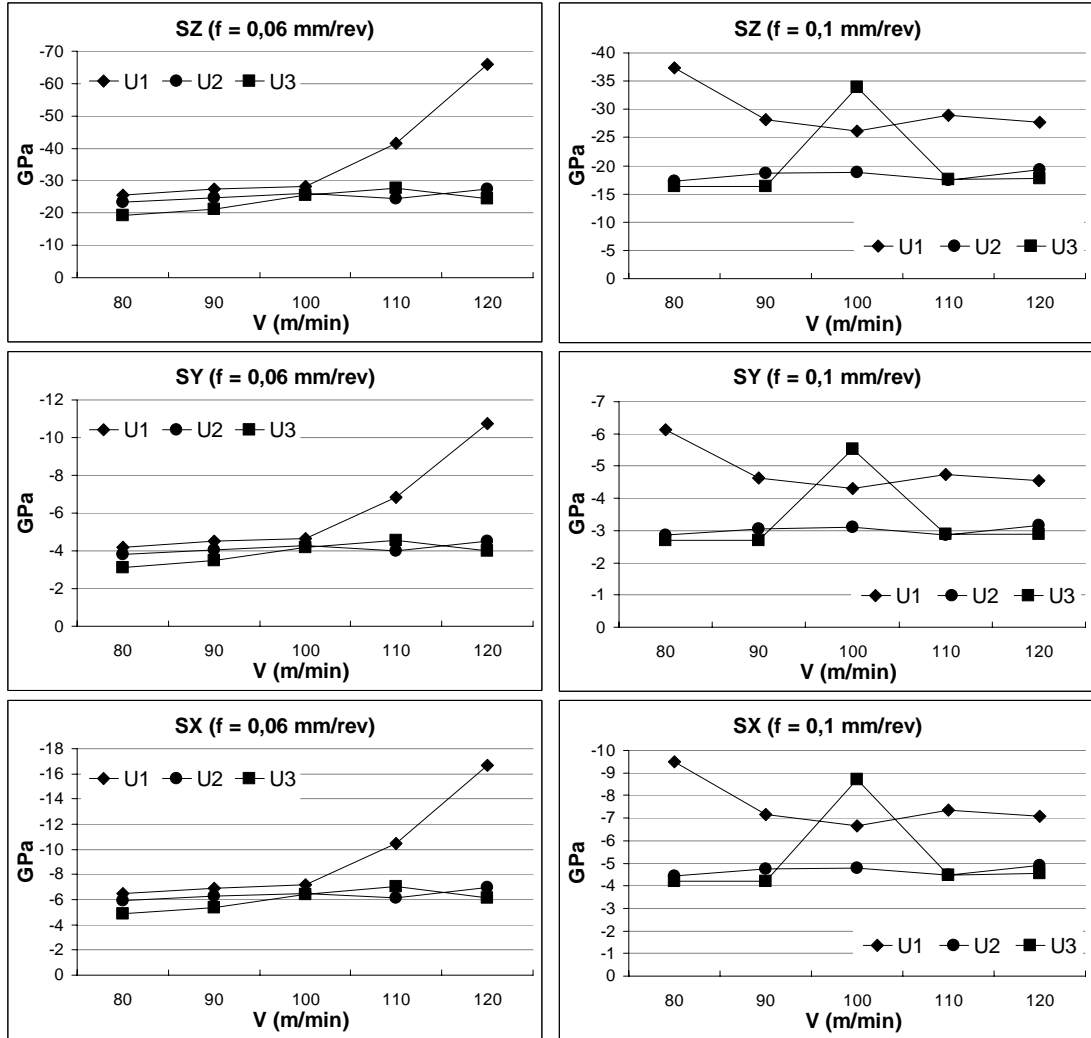 SZ (f = 0,06 mm/rev)
-70
-60
-50
-40
-30
-20
-10
0
GPa
U1 U2 U3
80 90 100 110 120
V (m/min)
SZ (f = 0,1 mm/rev)
-40
-35
-30
-25
-20
-15
-10
-5
0
GPa
U1 U2 U3
80 90 100 110 120
V (m/min)
SY (f = 0,06 mm/rev)
-12
-10
-8
-6
-4
-2
0
GPa
U1 U2 U3
80 90 100 110 120
V (m/min)
SY (f = 0,1 mm/rev)
-7
-6
-5
-4
-3
-2
-1
0
GPa
U1 U2 U3
80 90 100 110 120
V (m/min)
SX (f = 0,06 mm/rev)
-18
-16
-14
-12
-10
-8
-6
-4
-2
0
GPa
U1 U2 U3
80 90 100 110 120
V (m/min)
SX (f = 0,1 mm/rev)
-10
-9
-8
-7
-6
-5
-4
-3
-2
-1
0
GPa
U1 U2 U3
80 90 100 110 120
V (m/min)